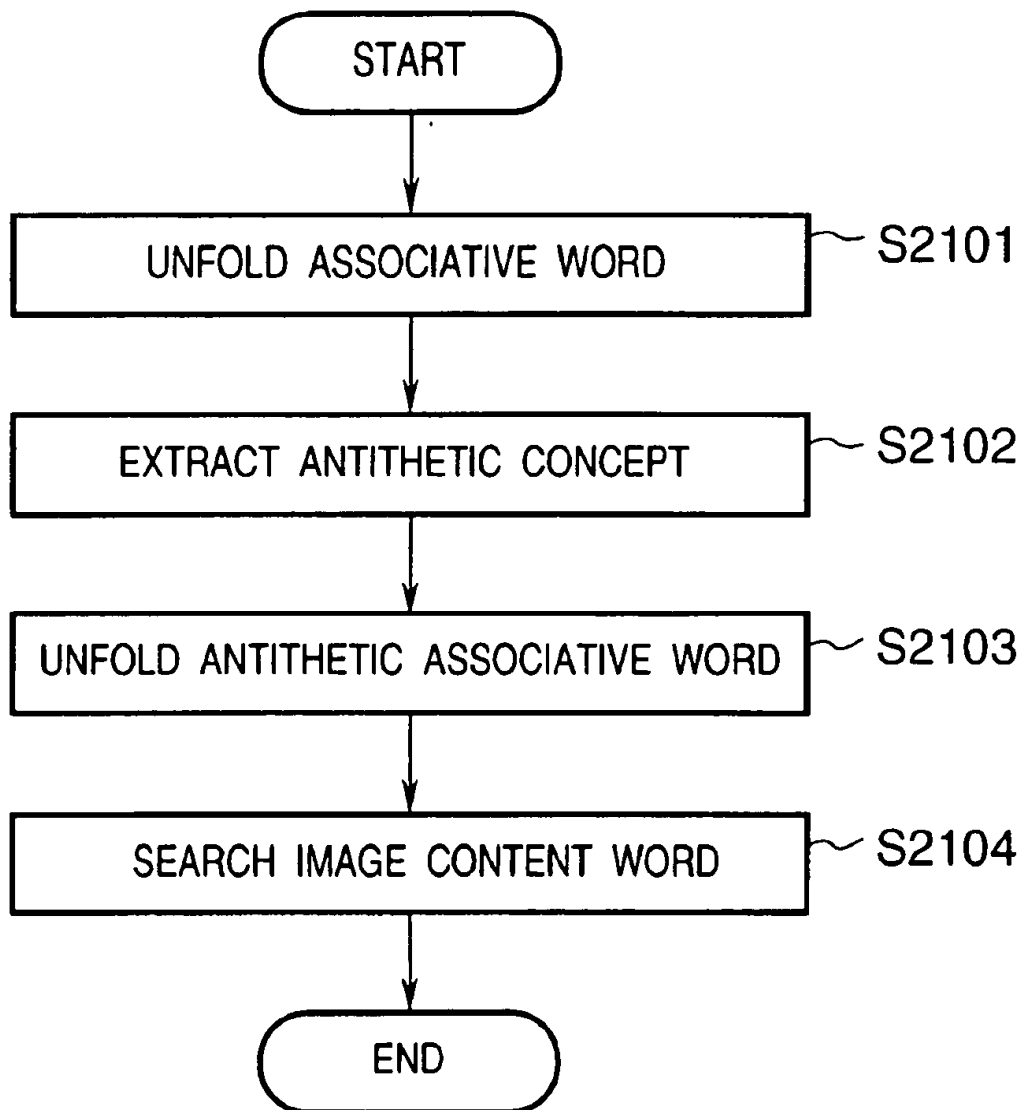 START
UNFOLD ASSOCIATIVE WORD
S2101
EXTRACT ANTITHETIC CONCEPT
S2102
UNFOLD ANTITHETIC ASSOCIATIVE WORD
S2103
SEARCH IMAGE CONTENT WORD
S2104
END